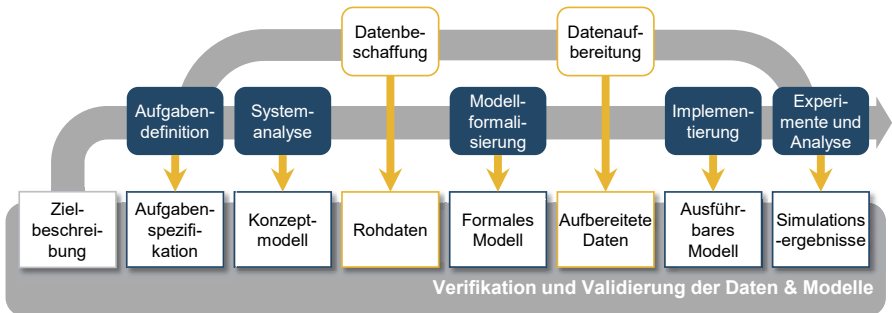 Datenbe-
schaffung
Datenauf-
bereitung
Aufgaben-
definition
System-
analyse
Modell-
formali-
sierung
Implemen-
tierung
Experi-
mente und
Analyse
Ziel-
beschrei-
bung
Aufgaben
spezifi-
kation
Konzept-
modell
Rohdaten
Formales
Modell
Aufbereitete
Daten
Ausführ-
bares
Modell
Simulations
-ergebnisse
Verifikation und Validierung der Daten & Modelle